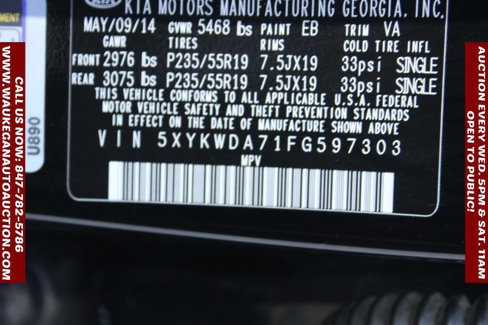 KIA MOTORS MANUFACTURING GEORGIA, INC.
MAY/09/14 GVWR 5468 lbs PAINT EB TRIM VA
GAWR TIRES RIMS COLD TIRE INFL
FRONT 2976 lbs P235/55R19 7.5JX19 33psi SINGLE
REAR 3075 lbs P235/55R19 7.5JX19 33psi SINGLE
THIS VEHICLE CONFORMS TO ALL APPLICABLE U.S.A. FEDERAL
MOTOR VEHICLE SAFETY AND THEFT PREVENTION STANDARDS
IN EFFECT ON THE DATE OF MANUFACTURE SHOWN ABOVE
VIN 5XYKWDA71FG597303
MPV
U890
WWW.WAUKEGANAUTOAUCTION.COM
CALL US NOW: 847-782-5786
AUCTION EVERY WED. 5PM & SAT. 11AM
OPEN TO PUBLIC!